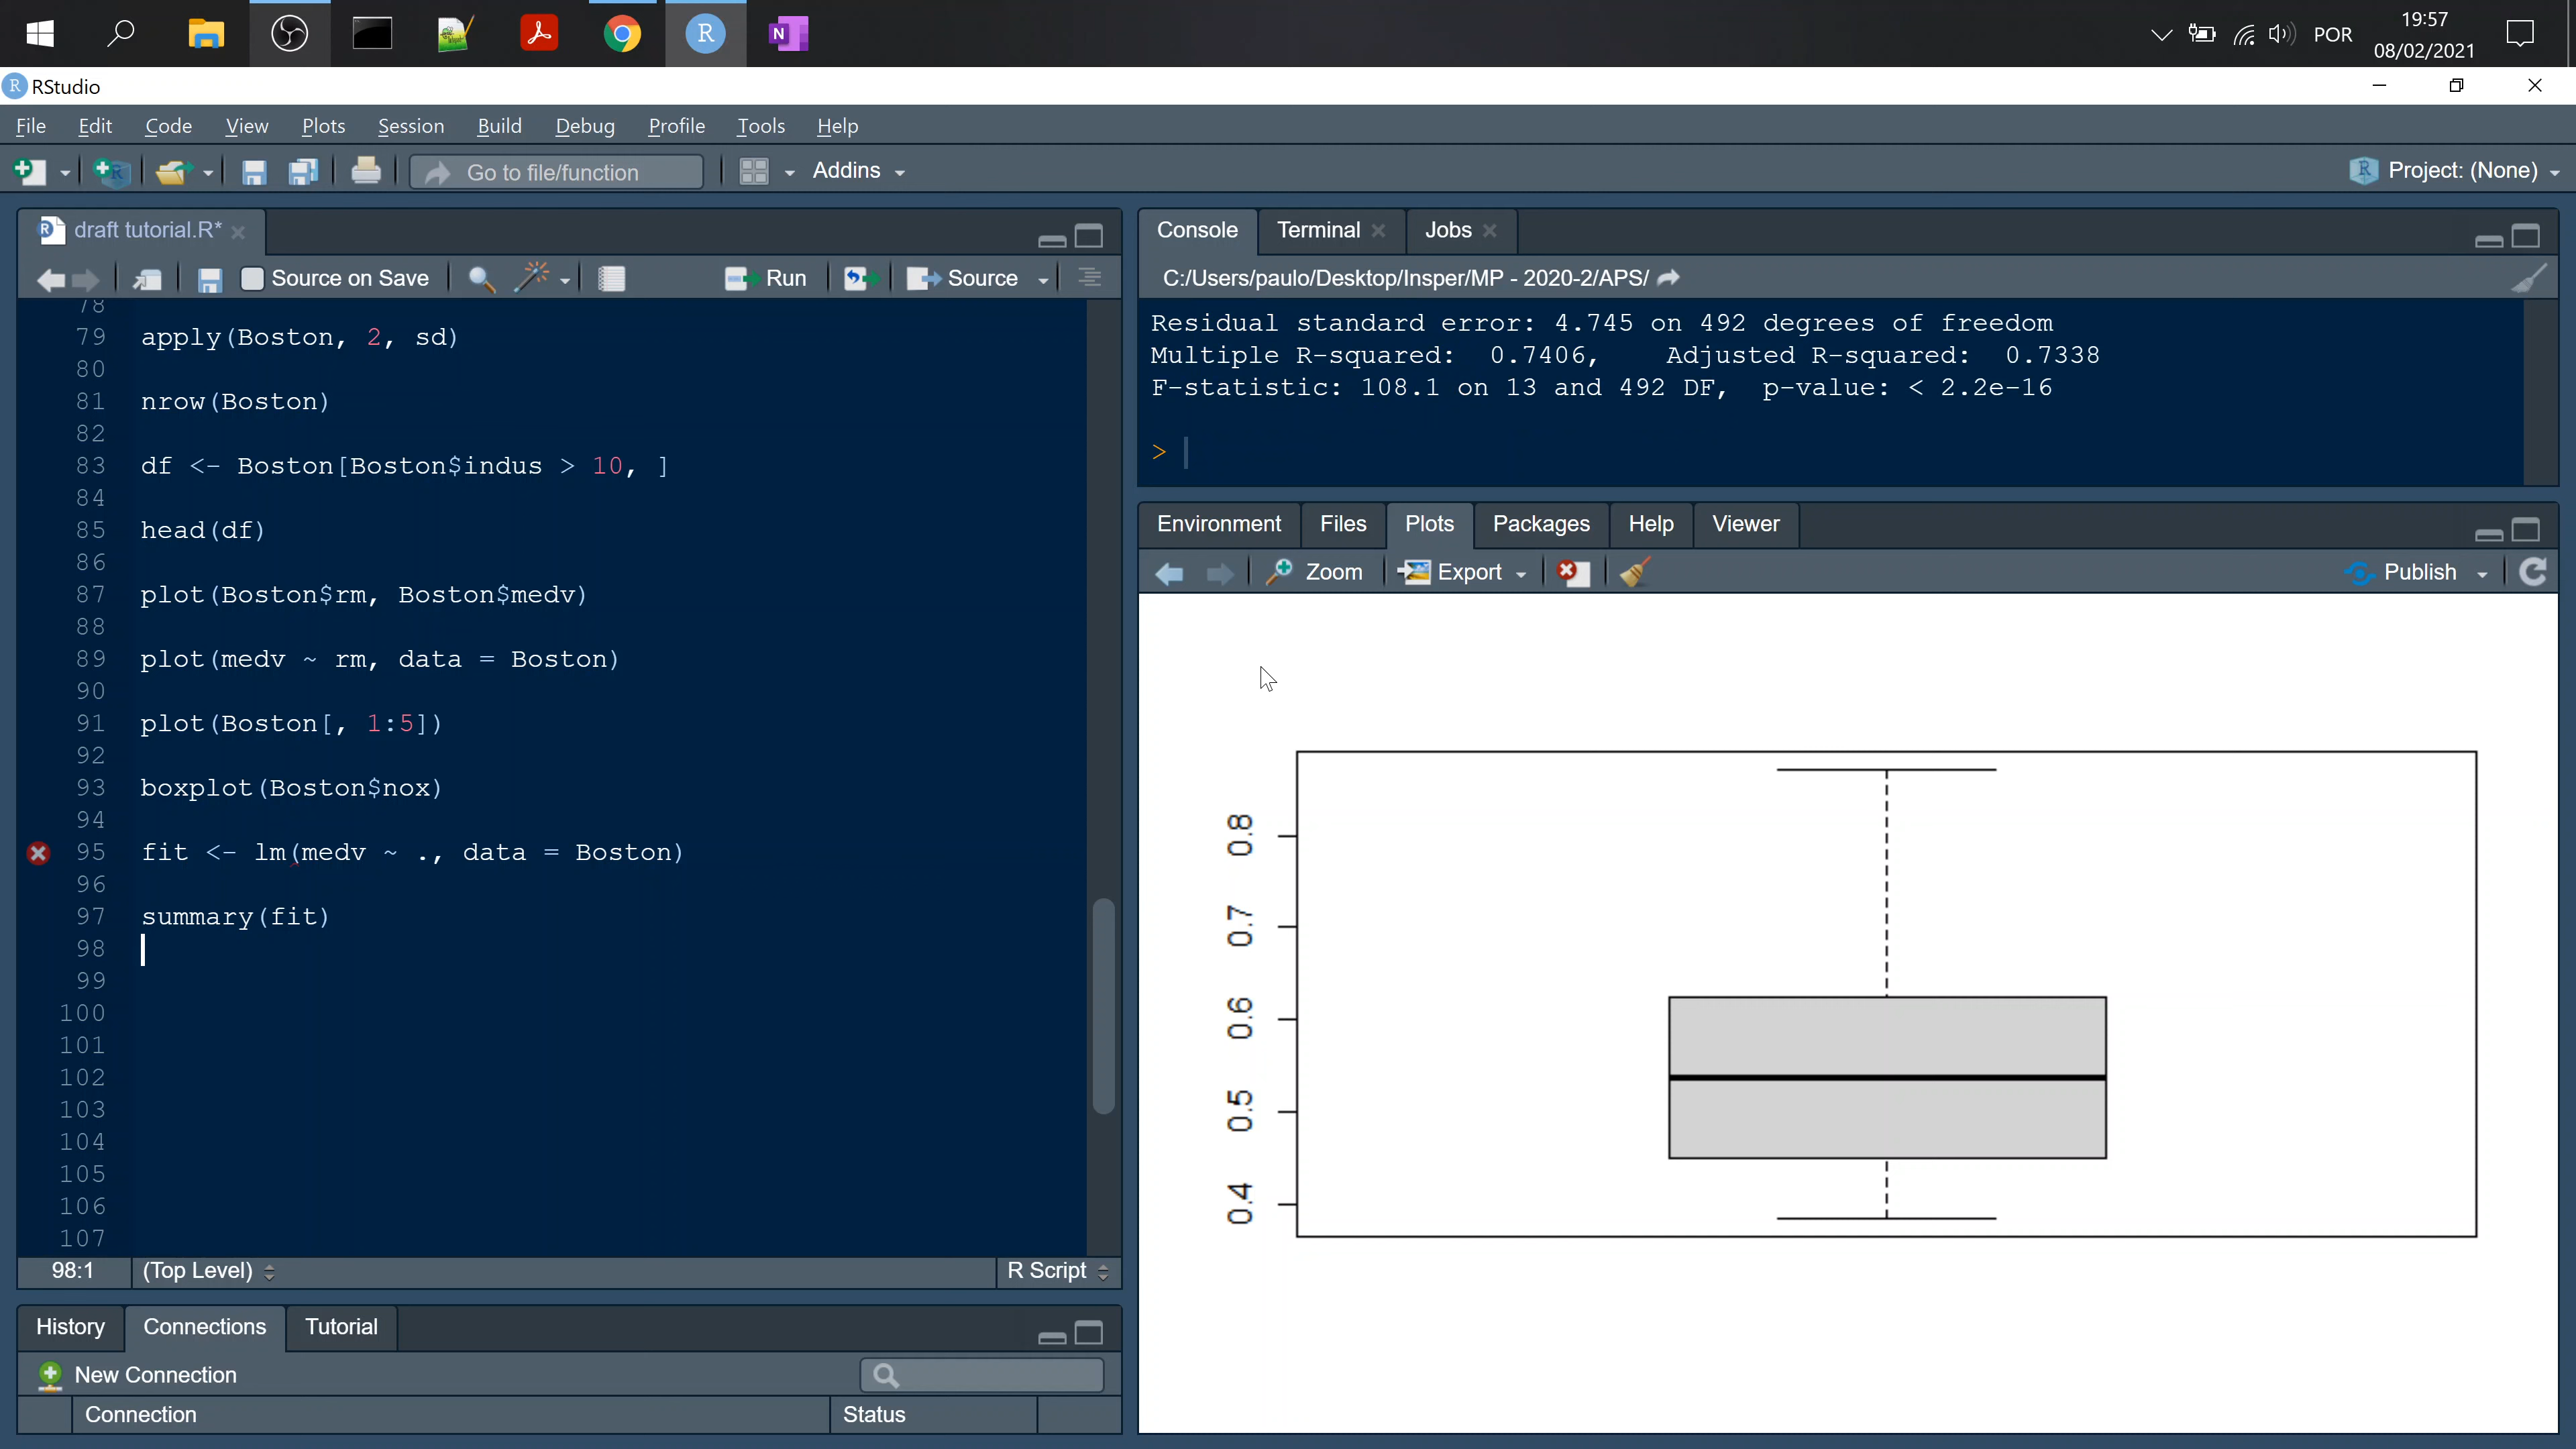 19:57
POR
08/02/2021
RStudio
File Edit Code View Plots Session Build Debug Profile Tools Help
Go to file/function Addins Project: (None)
draft tutorial.R*
Source on Save Run Source
78
79 apply(Boston, 2, sd)
80
81 nrow(Boston)
82
83 df <- Boston[Boston$indus > 10, ]
84
85 head(df)
86
87 plot(Boston$rm, Boston$medv)
88
89 plot(medv ~ rm, data = Boston)
90
91 plot(Boston[, 1:5])
92
93 boxplot(Boston$nox)
94
95 fit <- lm(medv ~ ., data = Boston)
96
97 summary(fit)
98
99
100
101
102
103
104
105
106
107
98:1 (Top Level) R Script
History Connections Tutorial
New Connection
Connection Status
Console Terminal Jobs
C:/Users/paulo/Desktop/Insper/MP - 2020-2/APS/
Residual standard error: 4.745 on 492 degrees of freedom
Multiple R-squared: 0.7406, Adjusted R-squared: 0.7338
F-statistic: 108.1 on 13 and 492 DF, p-value: < 2.2e-16
>
Environment Files Plots Packages Help Viewer
Zoom Export Publish
0.8
0.7
0.6
0.5
0.4